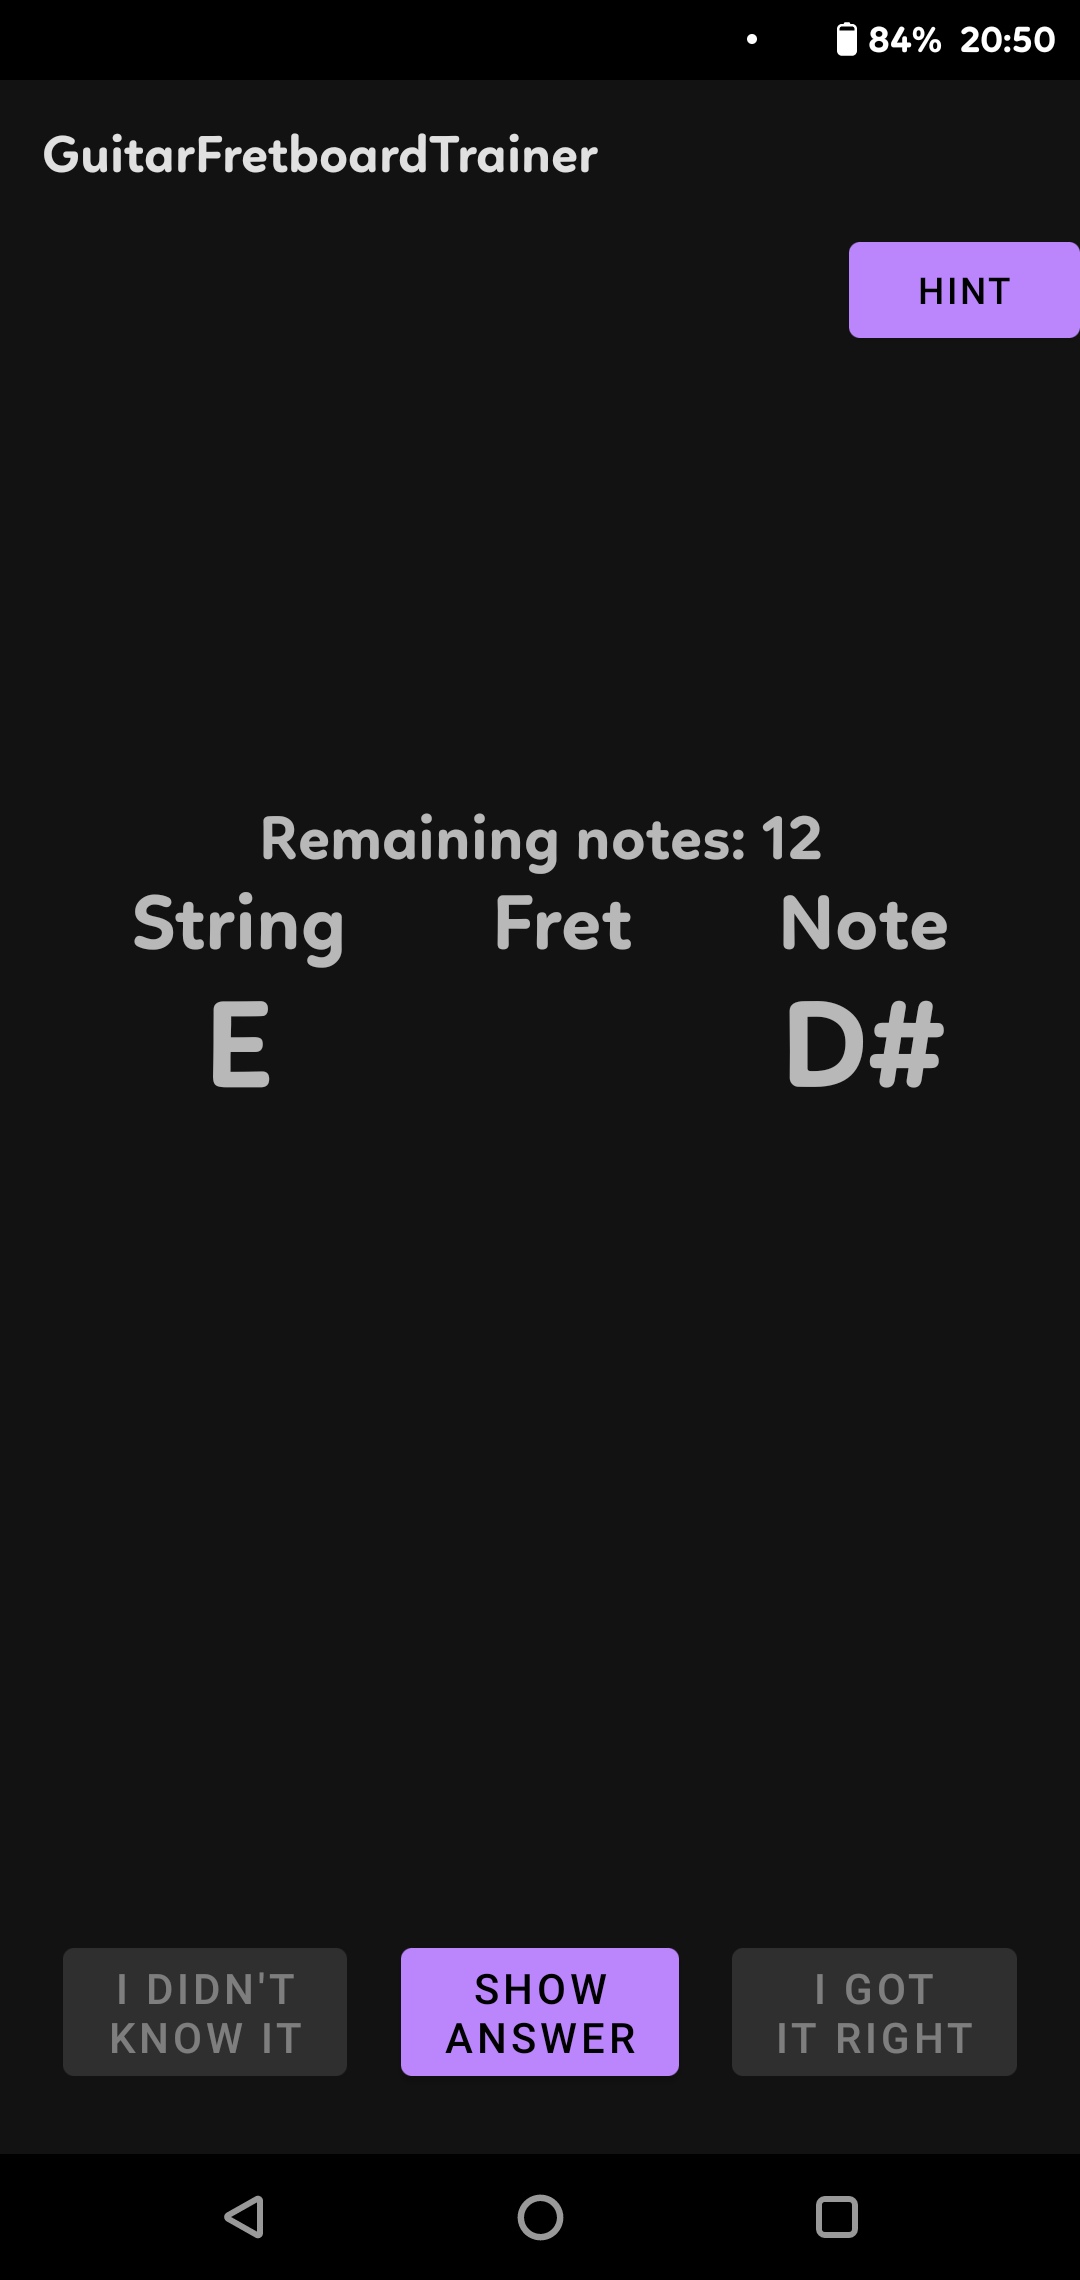 84% 20:50
GuitarFretboardTrainer
HINT
Remaining notes: 12
String Fret Note
E D#
I DIDN'T
KNOW IT
SHOW
ANSWER
I GOT
IT RIGHT